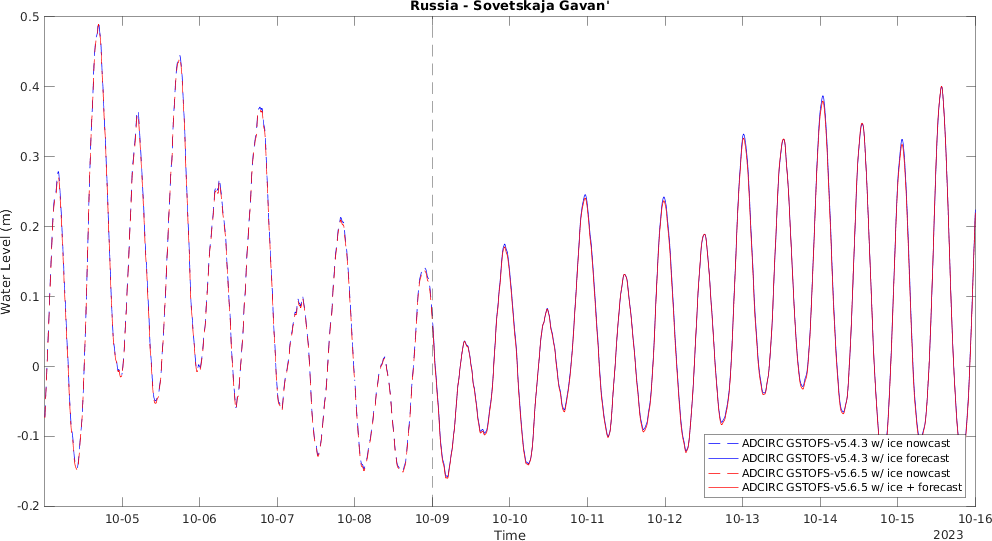 Russia - Sovetskaja Gavan'
0.5
0.4
0.3
0.2
0.1
0
-0.1
-0.2
Water Level (m)
ADCIRC GSTOFS-v5.4.3 w/ ice nowcast
ADCIRC GSTOFS-v5.4.3 w/ ice forecast
ADCIRC GSTOFS-v5.6.5 w/ ice nowcast
ADCIRC GSTOFS-v5.6.5 w/ ice + forecast
10-05 10-06 10-07 10-08 10-09 10-10 10-11 10-12 10-13 10-14 10-15 10-16
Time
2023